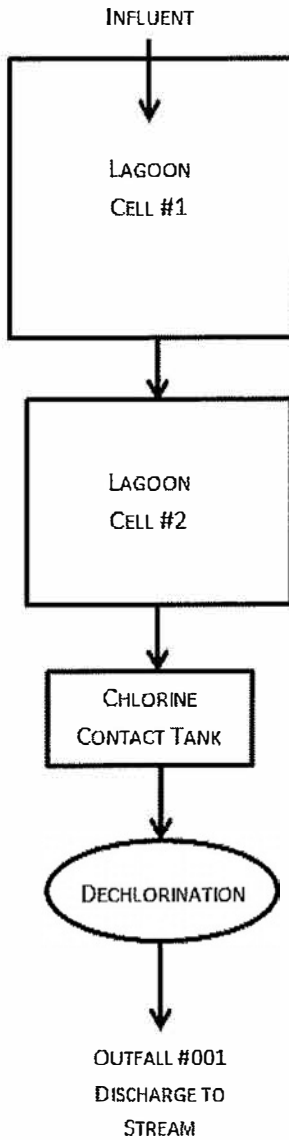 INFLUENT
LAGOON
CELL #1
LAGOON
CELL #2
CHLORINE
CONTACT TANK
DECHLORINATION
OUTFALL #001
DISCHARGE TO
STREAM